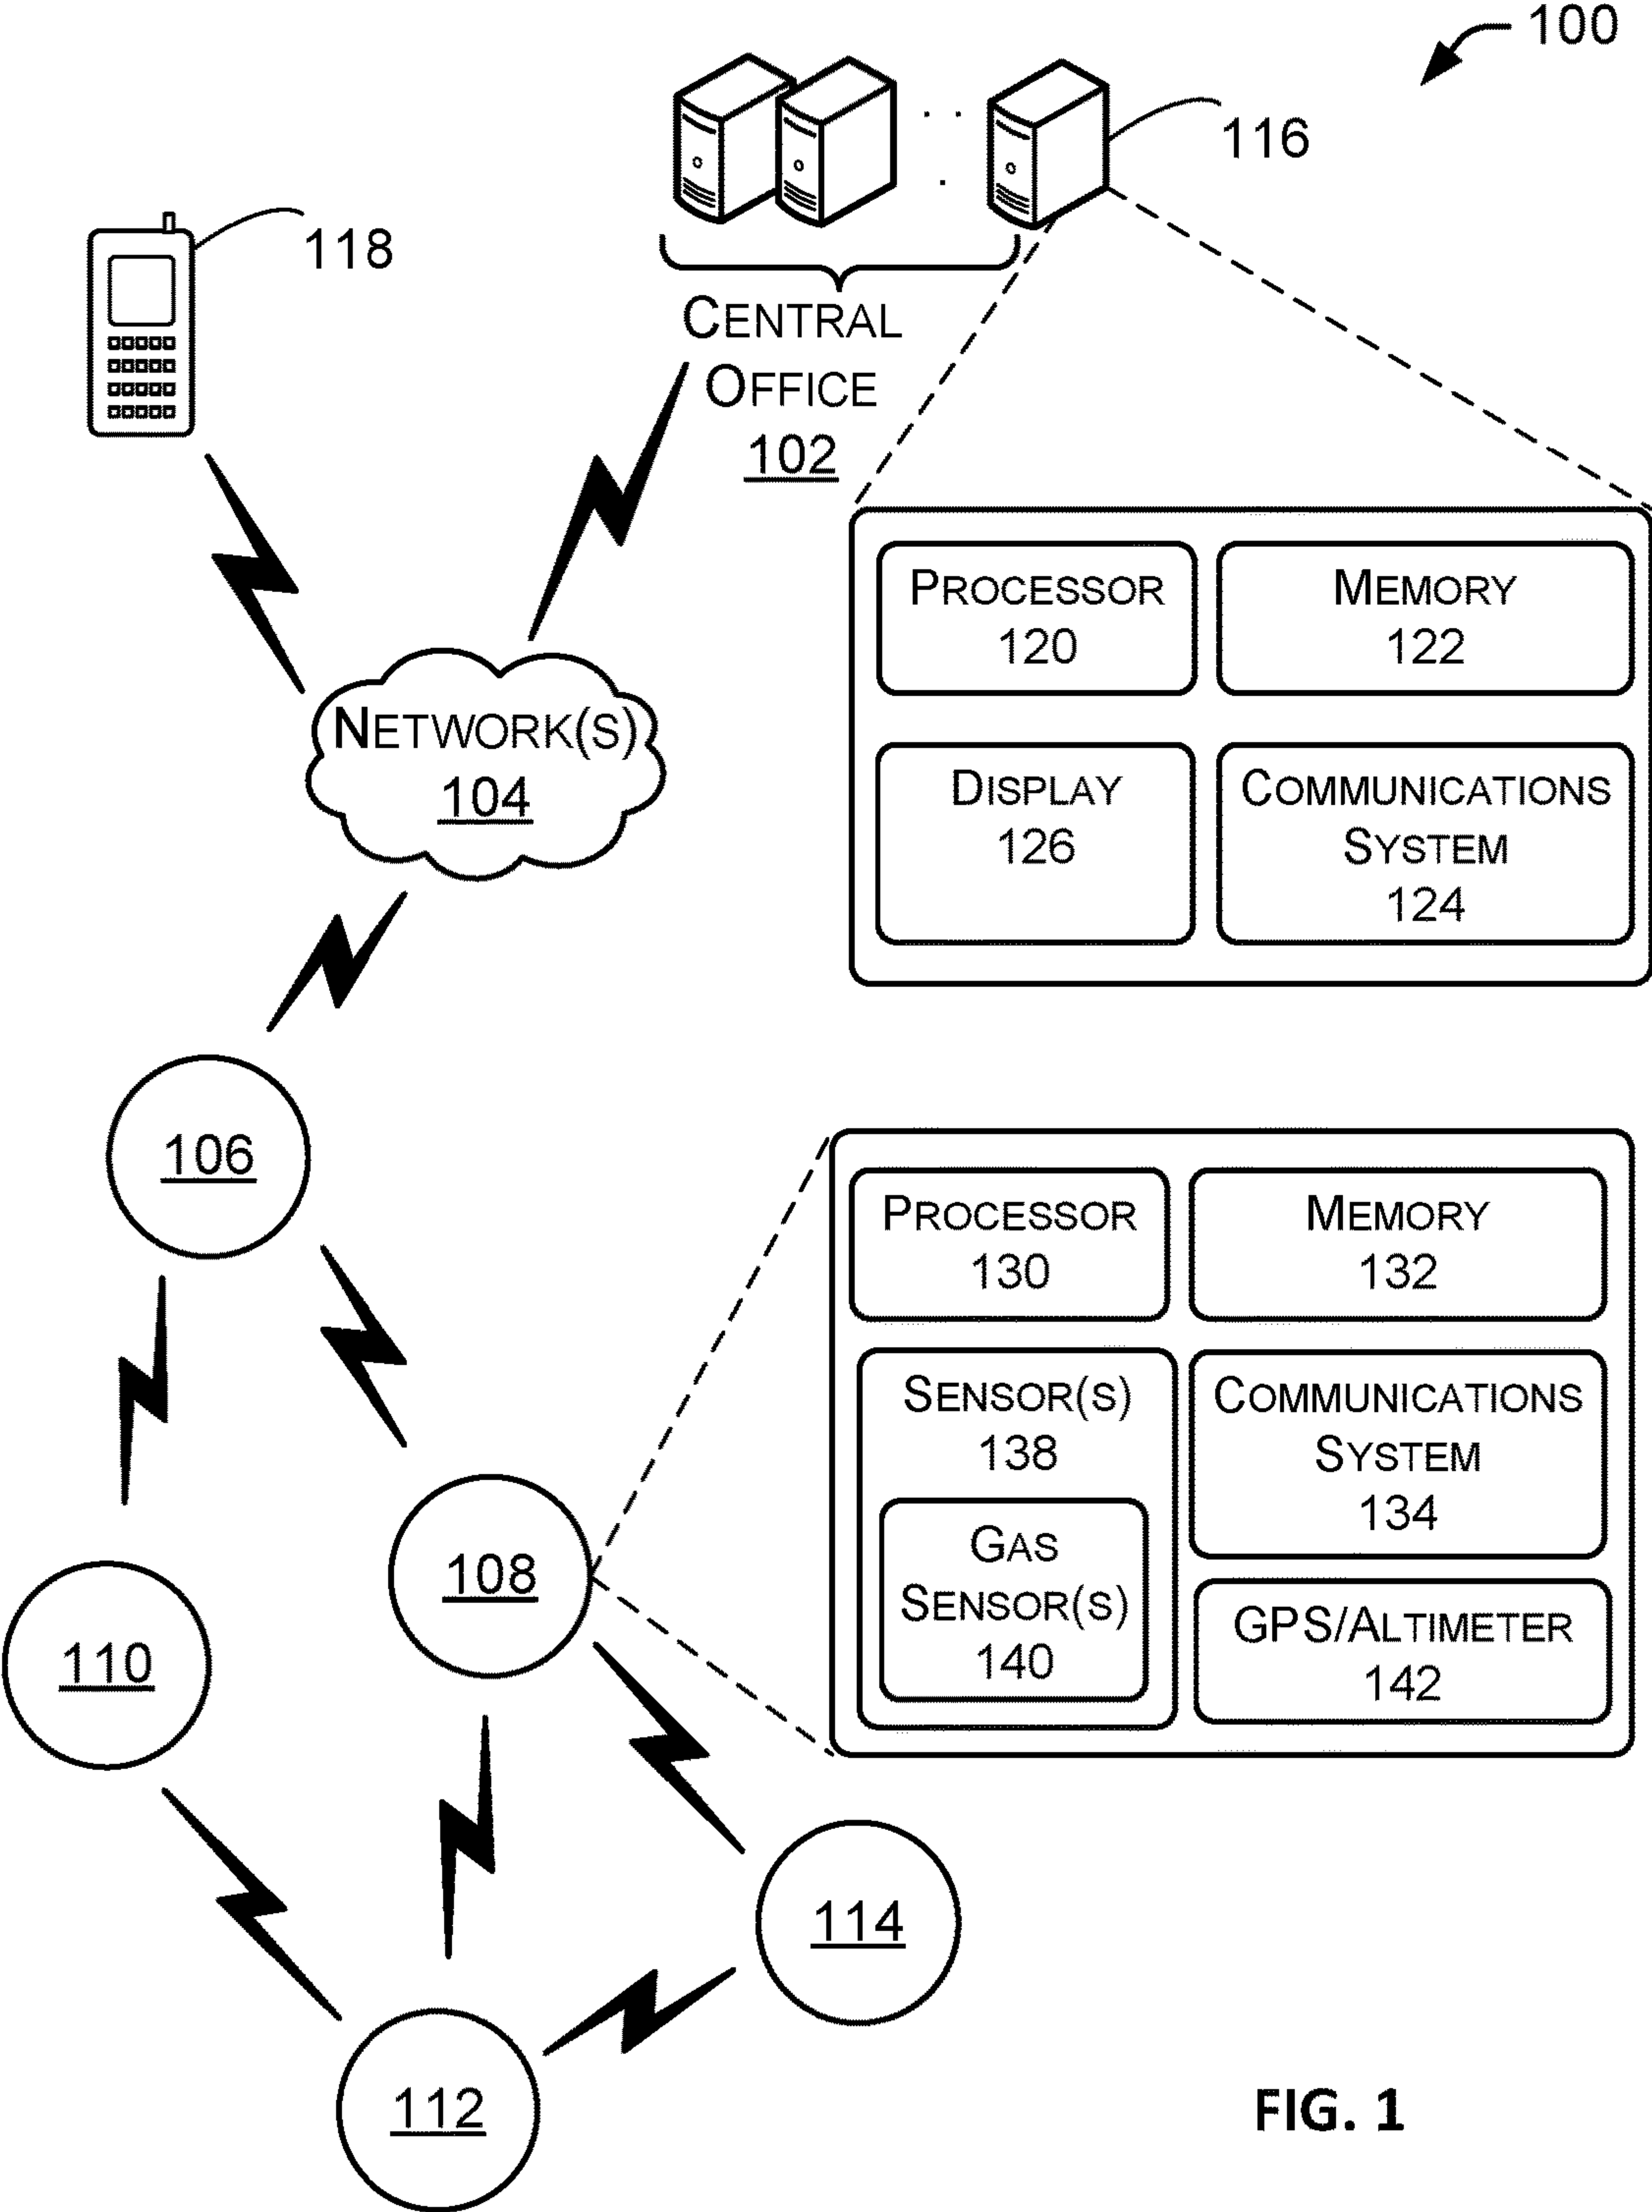 100
116
118
CENTRAL
OFFICE
102
PROCESSOR
120
MEMORY
122
NETWORK(S)
104
DISPLAY
126
COMMUNICATIONS
SYSTEM
124
106
PROCESSOR
130
MEMORY
132
SENSOR(S)
138
GAS
SENSOR(S)
140
COMMUNICATIONS
SYSTEM
134
GPS/ALTIMETER
142
108
110
114
112
FIG. 1